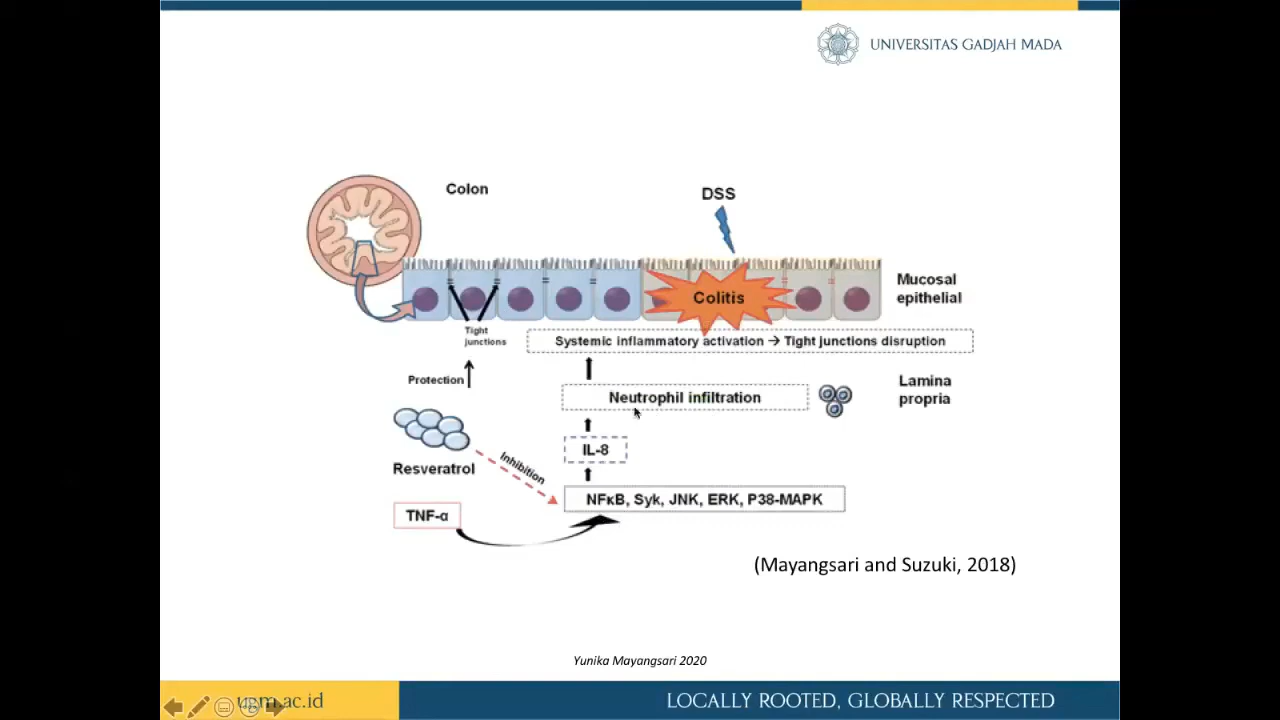 UNIVERSITAS GADJAH MADA
Colon
DSS
Colitis
Mucosal
epithelial
Tight
junctions
Systemic inflammatory activation → Tight junctions disruption
Protection
Neutrophil infiltration
Lamina
propria
IL-8
Inhibition
Resveratrol
NFκB, Syk, JNK, ERK, P38-MAPK
TNF-α
(Mayangsari and Suzuki, 2018)
Yunika Mayangsari 2020
ugm.ac.id
LOCALLY ROOTED, GLOBALLY RESPECTED